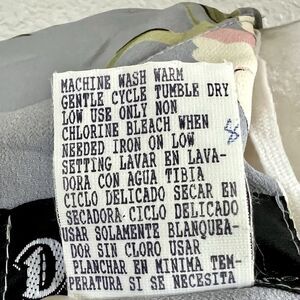 MACHINE WASH WARM
GENTLE CYCLE TUMBLE DRY
LOW USE ONLY NON
CHLORINE BLEACH WHEN
NEEDED IRON ON LOW
SETTING LAVAR EN LAVA-
DORA CON AGUA TIBIA
CICLO DELICADO SECAR EN
SECADORA CICLO DELICADO
USAR SOLAMENTE BLANQUEA-
DOR SIN CLORO USAR
PLANCHAR EN MINIMA TEM-
PERATURA SI SE NECESITA
D